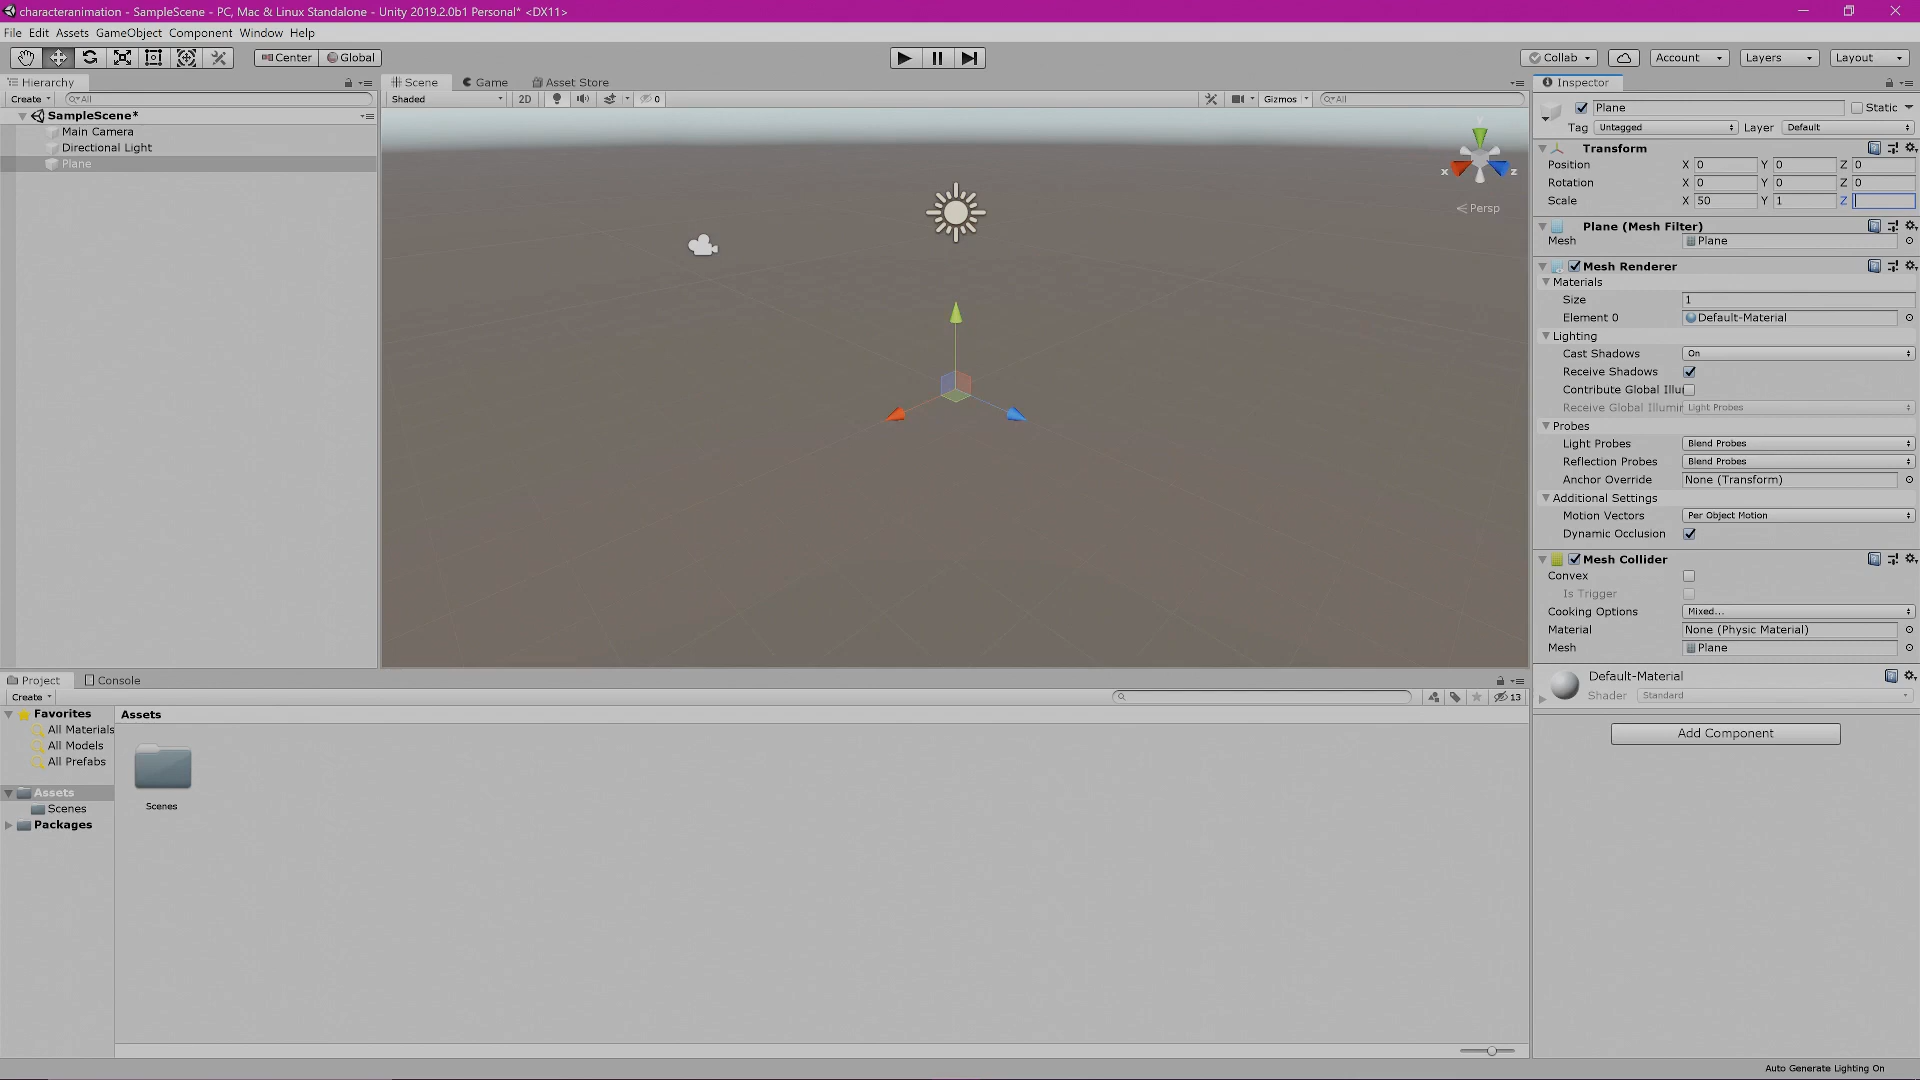 characteranimation - SampleScene - PC, Mac & Linux Standalone - Unity 2019.2.0b1 Personal* <DX11>
File Edit Assets GameObject Component Window Help
Center Global Collab Account Layers Layout
Hierarchy
Create All
SampleScene*
Main Camera
Directional Light
Plane
Scene Game Asset Store
Shaded 2D 0 Gizmos All
y
x z
Persp
Inspector
Plane Static
Tag Untagged Layer Default
Transform
Position X 0 Y 0 Z 0
Rotation X 0 Y 0 Z 0
Scale X 50 Y 1 Z
Plane (Mesh Filter)
Mesh Plane
Mesh Renderer
Materials
Size 1
Element 0 Default-Material
Lighting
Cast Shadows On
Receive Shadows
Contribute Global Illu
Receive Global Illumir Light Probes
Probes
Light Probes Blend Probes
Reflection Probes Blend Probes
Anchor Override None (Transform)
Additional Settings
Motion Vectors Per Object Motion
Dynamic Occlusion
Mesh Collider
Convex
Is Trigger
Cooking Options Mixed...
Material None (Physic Material)
Mesh Plane
Default-Material
Shader Standard
Add Component
Project Console
Create 13
Favorites
All Materials
All Models
All Prefabs
Assets
Scenes
Packages
Assets
Scenes
Auto Generate Lighting On